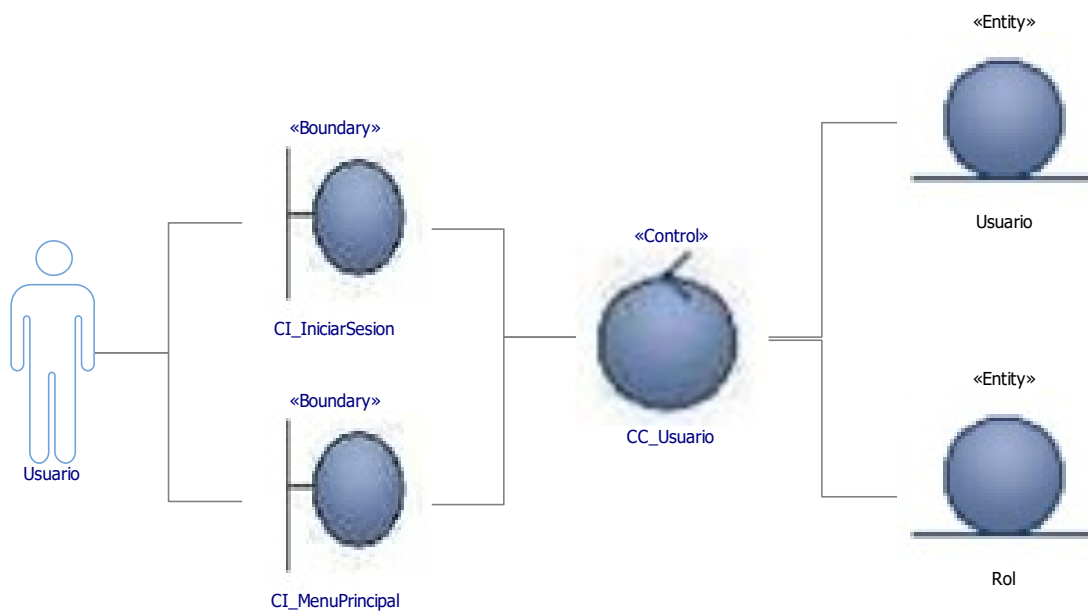 Usuario
«Boundary»
CI_IniciarSesion
«Boundary»
CI_MenuPrincipal
«Control»
CC_Usuario
«Entity»
Usuario
«Entity»
Rol